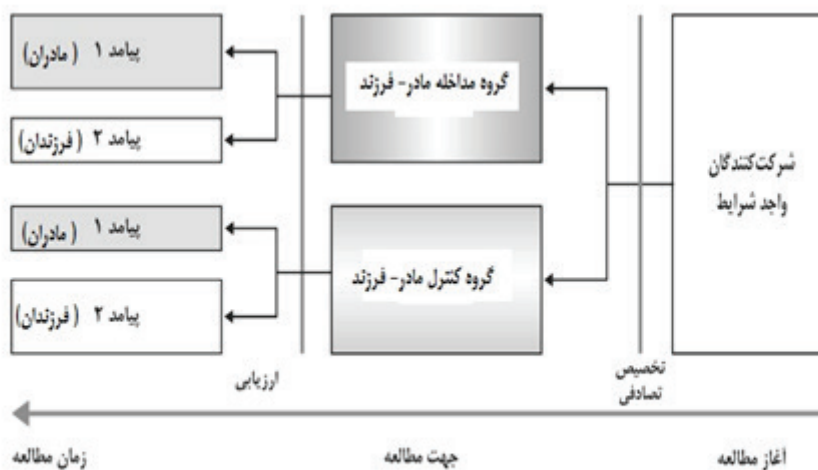 شرکت‌کنندگان
واجد شرایط
تخصیص
تصادفی
گروه مداخله مادر- فرزند
گروه کنترل مادر- فرزند
ارزیابی
پیامد ۱ (مادران)
پیامد ۲ (فرزندان)
پیامد ۱ (مادران)
پیامد ۲ (فرزندان)
آغاز مطالعه
جهت مطالعه
زمان مطالعه